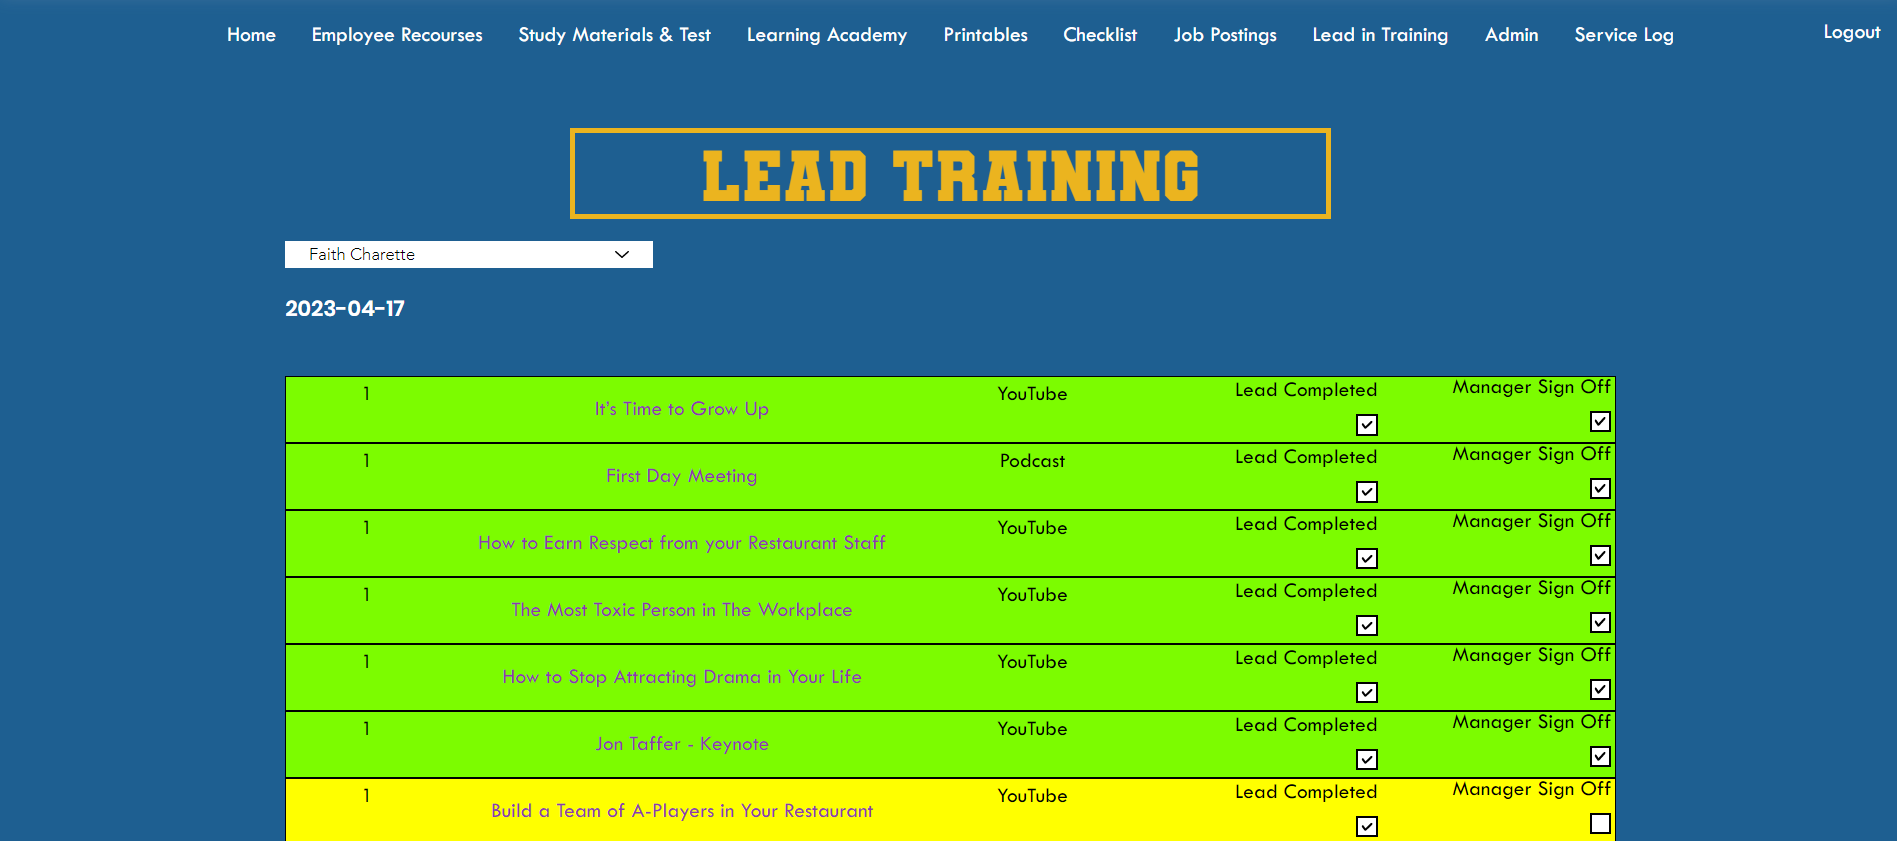 Home Employee Recourses Study Materials & Test Learning Academy Printables Checklist Job Postings Lead in Training Admin Service Log Logout
LEAD TRAINING
Faith Charette
2023-04-17
1 It's Time to Grow Up YouTube Lead Completed Manager Sign Off
1 First Day Meeting Podcast Lead Completed Manager Sign Off
1 How to Earn Respect from your Restaurant Staff YouTube Lead Completed Manager Sign Off
1 The Most Toxic Person in The Workplace YouTube Lead Completed Manager Sign Off
1 How to Stop Attracting Drama in Your Life YouTube Lead Completed Manager Sign Off
1 Jon Taffer - Keynote YouTube Lead Completed Manager Sign Off
1 Build a Team of A-Players in Your Restaurant YouTube Lead Completed Manager Sign Off